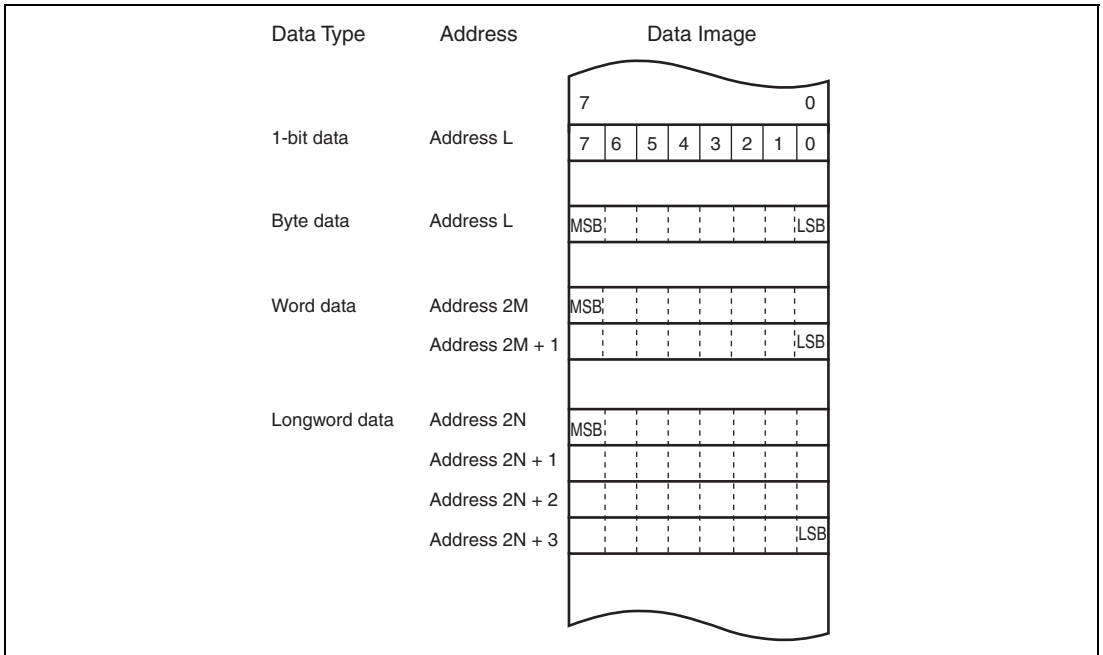 Data Type Address Data Image
7 0
1-bit data Address L 7 6 5 4 3 2 1 0
Byte data Address L MSB LSB
Word data Address 2M MSB
Address 2M + 1 LSB
Longword data Address 2N MSB
Address 2N + 1
Address 2N + 2
Address 2N + 3 LSB